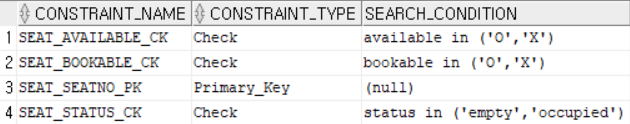 CONSTRAINT_NAME CONSTRAINT_TYPE SEARCH_CONDITION
1 SEAT_AVAILABLE_CK Check available in ('O','X')
2 SEAT_BOOKABLE_CK Check bookable in ('O','X')
3 SEAT_SEATNO_PK Primary_Key (null)
4 SEAT_STATUS_CK Check status in ('empty','occupied')